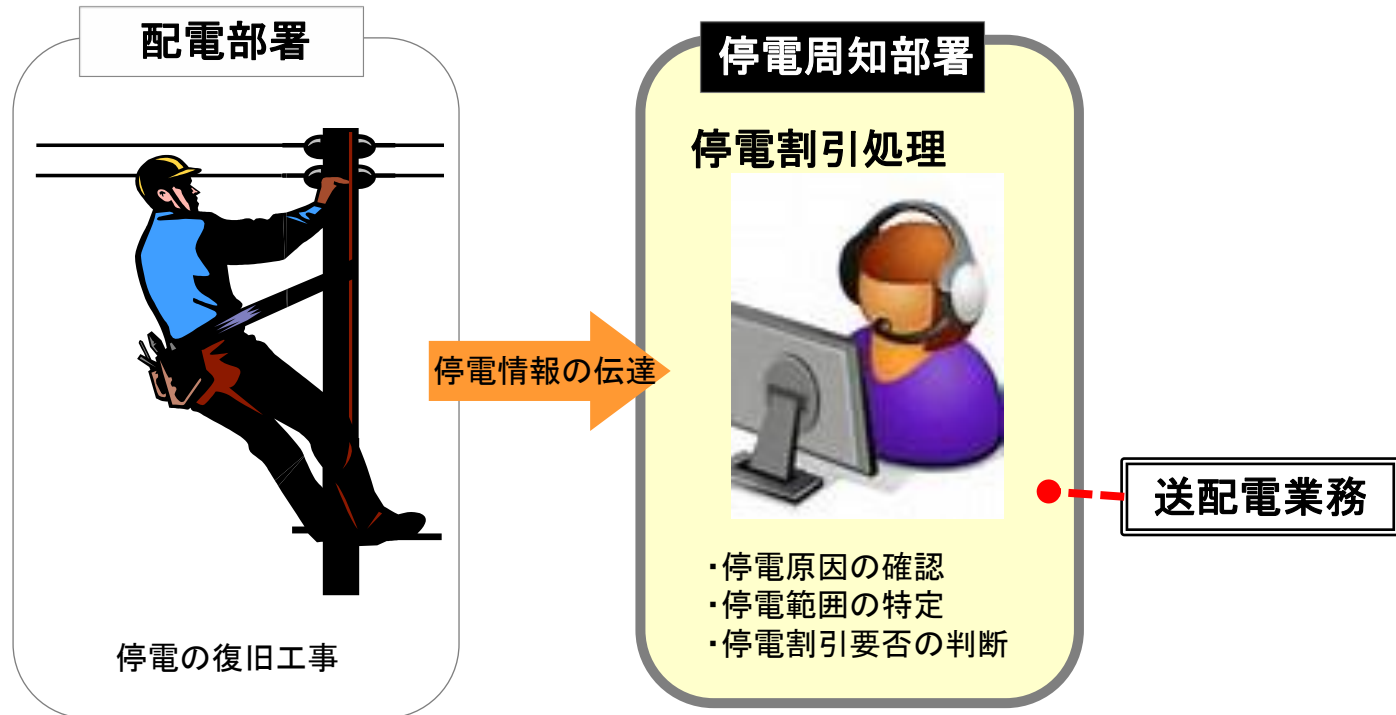 配電部署
停電の復旧工事
停電情報の伝達
停電周知部署
停電割引処理
・停電原因の確認
・停電範囲の特定
・停電割引要否の判断
送配電業務